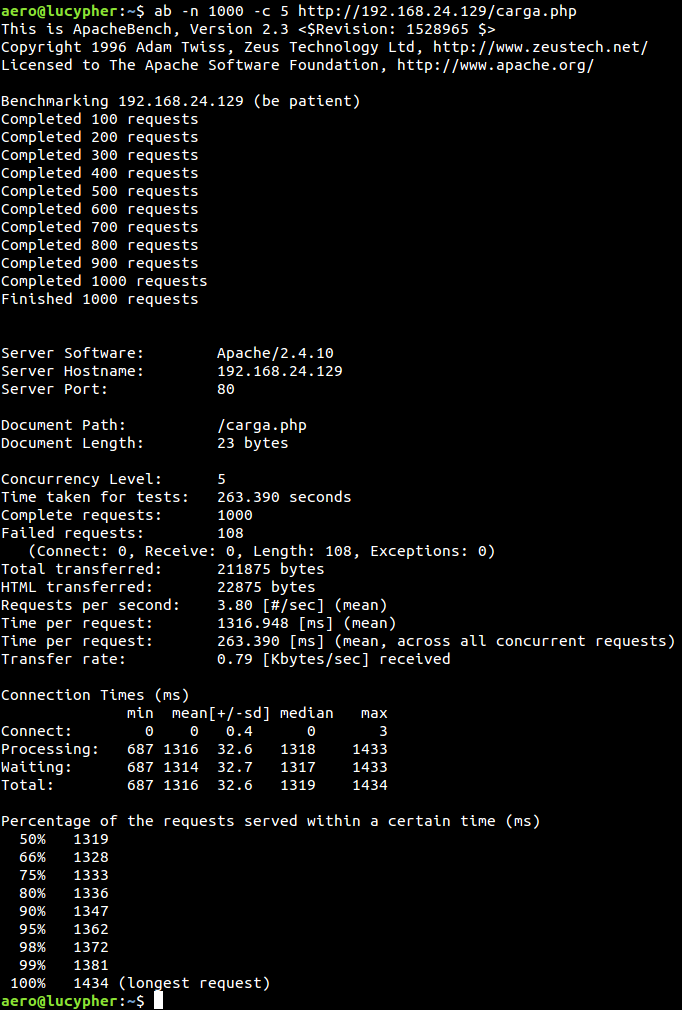 aero@lucypher:~$ ab -n 1000 -c 5 http://192.168.24.129/carga.php
This is ApacheBench, Version 2.3 <$Revision: 1528965 $>
Copyright 1996 Adam Twiss, Zeus Technology Ltd, http://www.zeustech.net/
Licensed to The Apache Software Foundation, http://www.apache.org/

Benchmarking 192.168.24.129 (be patient)
Completed 100 requests
Completed 200 requests
Completed 300 requests
Completed 400 requests
Completed 500 requests
Completed 600 requests
Completed 700 requests
Completed 800 requests
Completed 900 requests
Completed 1000 requests
Finished 1000 requests


Server Software:        Apache/2.4.10
Server Hostname:        192.168.24.129
Server Port:            80

Document Path:          /carga.php
Document Length:        23 bytes

Concurrency Level:      5
Time taken for tests:   263.390 seconds
Complete requests:      1000
Failed requests:        108
   (Connect: 0, Receive: 0, Length: 108, Exceptions: 0)
Total transferred:      211875 bytes
HTML transferred:       22875 bytes
Requests per second:    3.80 [#/sec] (mean)
Time per request:       1316.948 [ms] (mean)
Time per request:       263.390 [ms] (mean, across all concurrent requests)
Transfer rate:          0.79 [Kbytes/sec] received

Connection Times (ms)
              min  mean[+/-sd] median   max
Connect:        0    0   0.4      0       3
Processing:   687 1316  32.6   1318    1433
Waiting:      687 1314  32.7   1317    1433
Total:        687 1316  32.6   1319    1434

Percentage of the requests served within a certain time (ms)
  50%   1319
  66%   1328
  75%   1333
  80%   1336
  90%   1347
  95%   1362
  98%   1372
  99%   1381
 100%   1434 (longest request)
aero@lucypher:~$